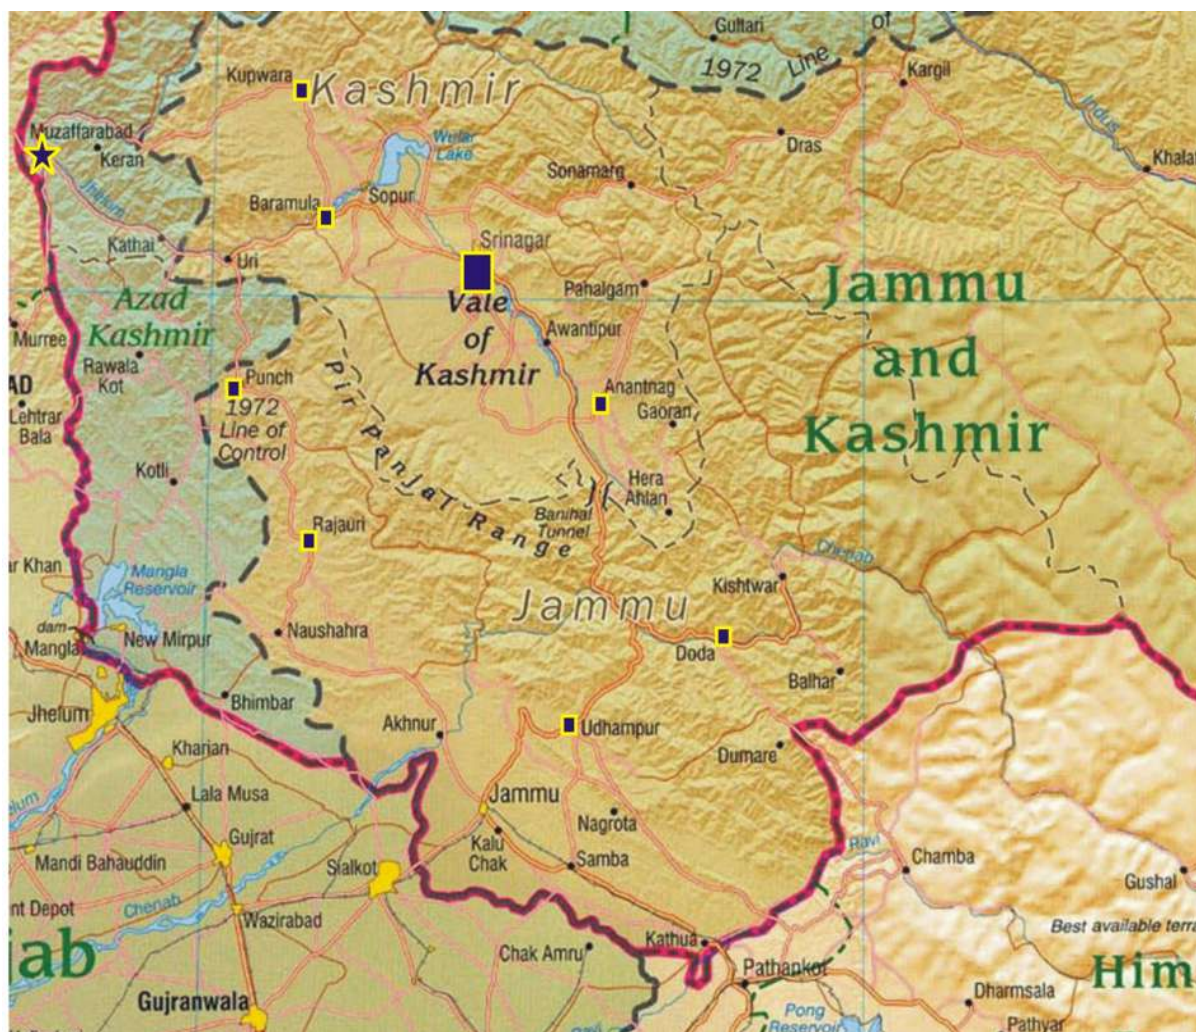 Gultari
1972 Line of
Kargil
Kupwara
Kashmir
Indus
Muzaffarabad
Keran
Wular
Lake
Dras
Khalat
Sonamarg
Jhelum
Baramula
Sopur
Kathai
Uri
Srinagar
Pahalgam
Jammu
and
Kashmir
Azad
Kashmir
Vale
of
Kashmir
Murree
Awantipur
Rawala
Kot
AD
Punch
Pir Panjal Range
Anantnag
Lehtrar
Bala
1972
Line of
Control
Gaoran
Kotli
Hera
Ahlan
Banihal
Tunnel
Rajauri
Chenab
ar Khan
Mangla
Reservoir
Kishtwar
Jammu
dam
Mangla
New Mirpur
Naushahra
Doda
Balhar
Bhimbar
Jhelum
Akhnur
Udhampur
Dumare
Kharian
Jhelum
Lala Musa
Jammu
Nagrota
Gujrat
Kalu
Chak
Ravi
Mandi Bahauddin
Sialkot
Samba
Chamba
Gushal
nt Depot
Chenab
Wazirabad
Best available terra
jab
Chak Amru
Kathua
Pathankot
Him
Gujranwala
Dharmsala
Pong
Reservoir
Pathyar